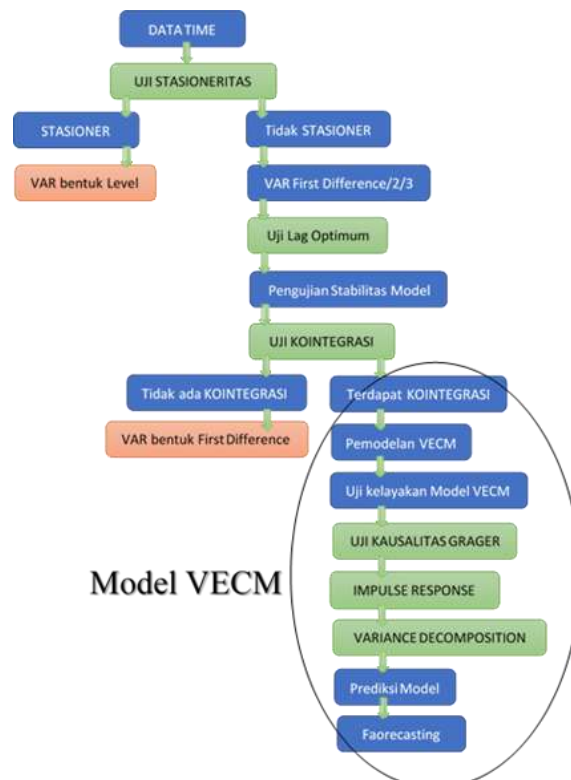 DATA TIME
UJI STASIONERITAS
STASIONER
Tidak STASIONER
VAR bentuk Level
VAR First Difference/2/3
Uji Lag Optimum
Pengujian Stabilitas Model
UJI KOINTEGRASI
Tidak ada KOINTEGRASI
Terdapat KOINTEGRASI
VAR bentuk First Difference
Pemodelan VECM
Uji kelayakan Model VECM
UJI KAUSALITAS GRAGER
Model VECM
IMPULSE RESPONSE
VARIANCE DECOMPOSITION
Prediksi Model
Faorecasting